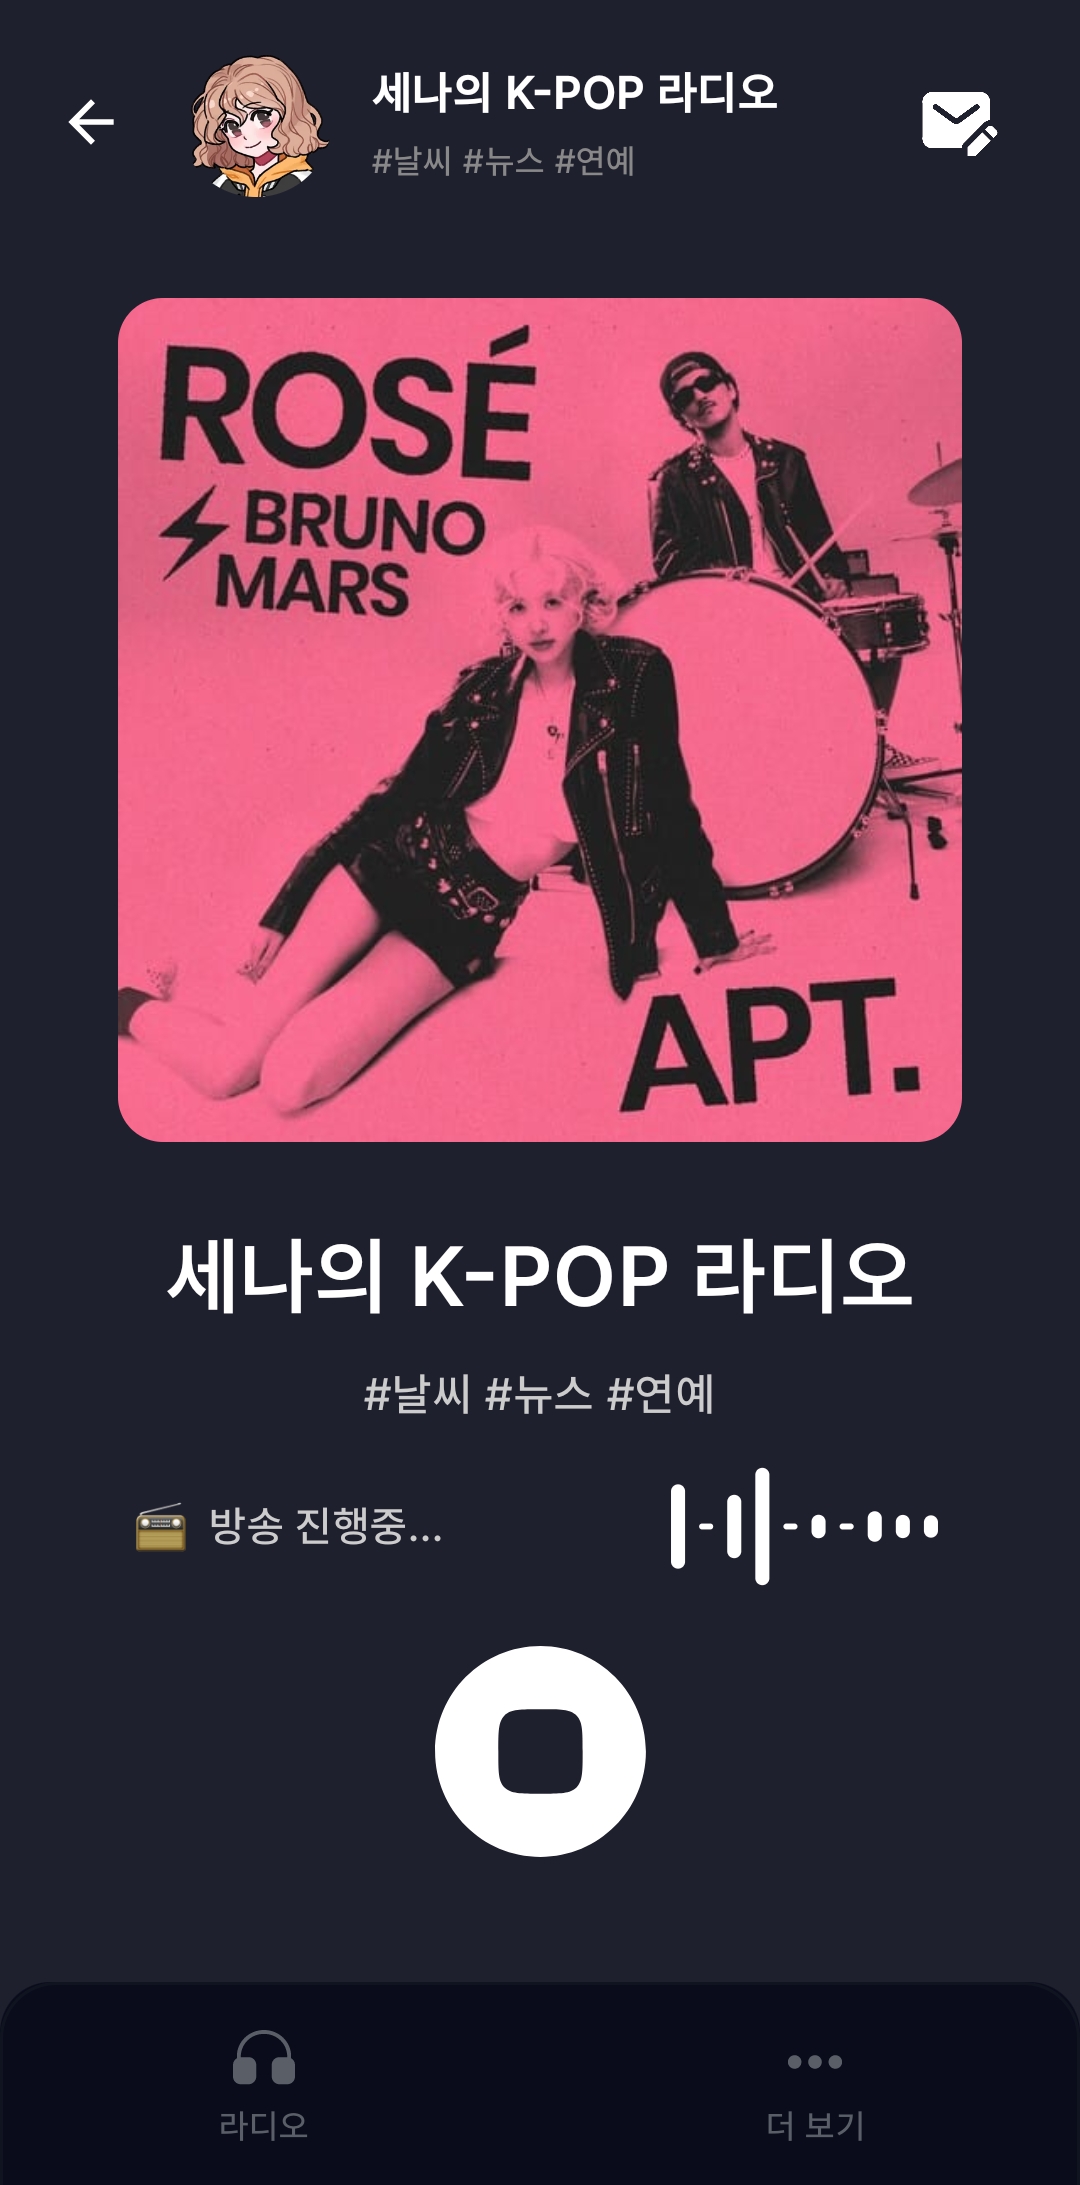 세나의 K-POP 라디오
#날씨 #뉴스 #연예
ROSÉ
BRUNO
MARS
APT.
세나의 K-POP 라디오
#날씨 #뉴스 #연예
방송 진행중...
라디오
더 보기